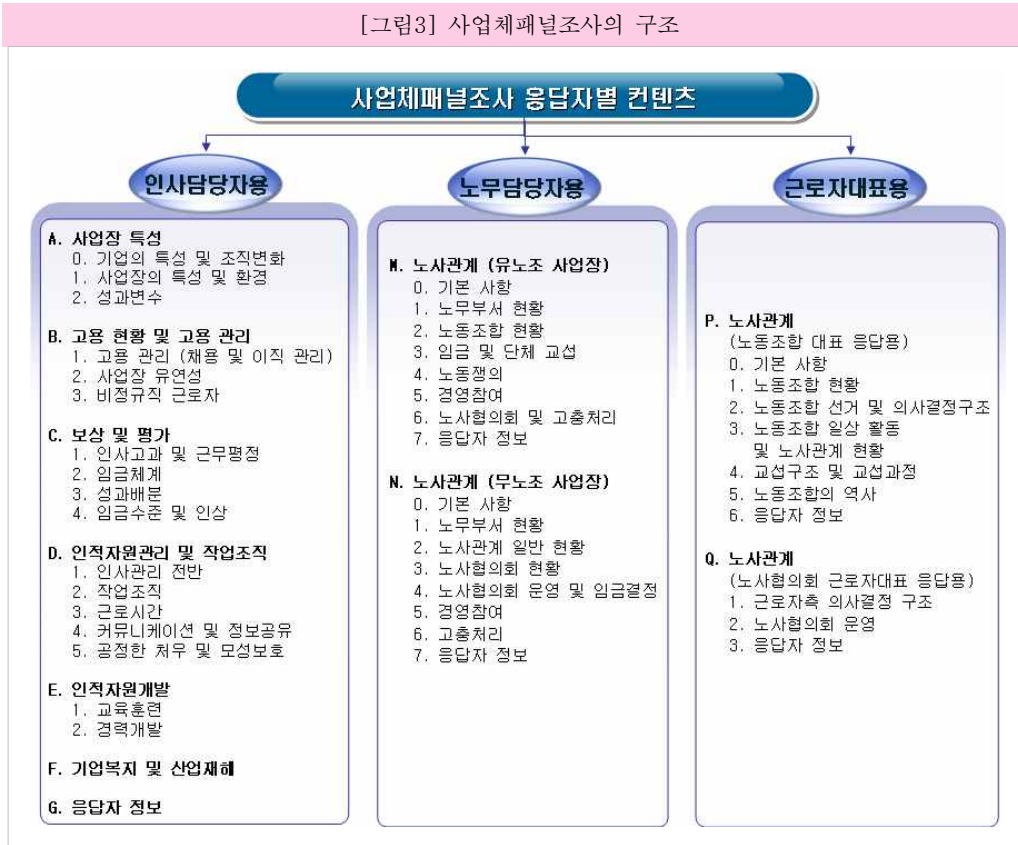 [그림3] 사업체패널조사의 구조
사업체패널조사 응답자별 컨텐츠
인사담당자용
A. 사업장 특성
0. 기업의 특성 및 조직변화
1. 사업장의 특성 및 환경
2. 성과변수
B. 고용 현황 및 고용 관리
1. 고용 관리 (채용 및 이직 관리)
2. 사업장 유연성
3. 비정규직 근로자
C. 보상 및 평가
1. 인사고과 및 근무평정
2. 임금체계
3. 성과배분
4. 임금수준 및 인상
D. 인적자원관리 및 작업조직
1. 인사관리 전반
2. 작업조직
3. 근로시간
4. 커뮤니케이션 및 정보공유
5. 공정한 처우 및 모성보호
E. 인적자원개발
1. 교육훈련
2. 경력개발
F. 기업복지 및 산업재해
G. 응답자 정보
노무담당자용
M. 노사관계 (유노조 사업장)
0. 기본 사항
1. 노무부서 현황
2. 노동조합 현황
3. 임금 및 단체 교섭
4. 노동쟁의
5. 경영참여
6. 노사협의회 및 고충처리
7. 응답자 정보
N. 노사관계 (무노조 사업장)
0. 기본 사항
1. 노무부서 현황
2. 노사관계 일반 현황
3. 노사협의회 현황
4. 노사협의회 운영 및 임금결정
5. 경영참여
6. 고충처리
7. 응답자 정보
근로자대표용
P. 노사관계
(노동조합 대표 응답용)
0. 기본 사항
1. 노동조합 현황
2. 노동조합 선거 및 의사결정구조
3. 노동조합 일상 활동
및 노사관계 현황
4. 교섭구조 및 교섭과정
5. 노동조합의 역사
6. 응답자 정보
Q. 노사관계
(노사협의회 근로자대표 응답용)
1. 근로자측 의사결정 구조
2. 노사협의회 운영
3. 응답자 정보